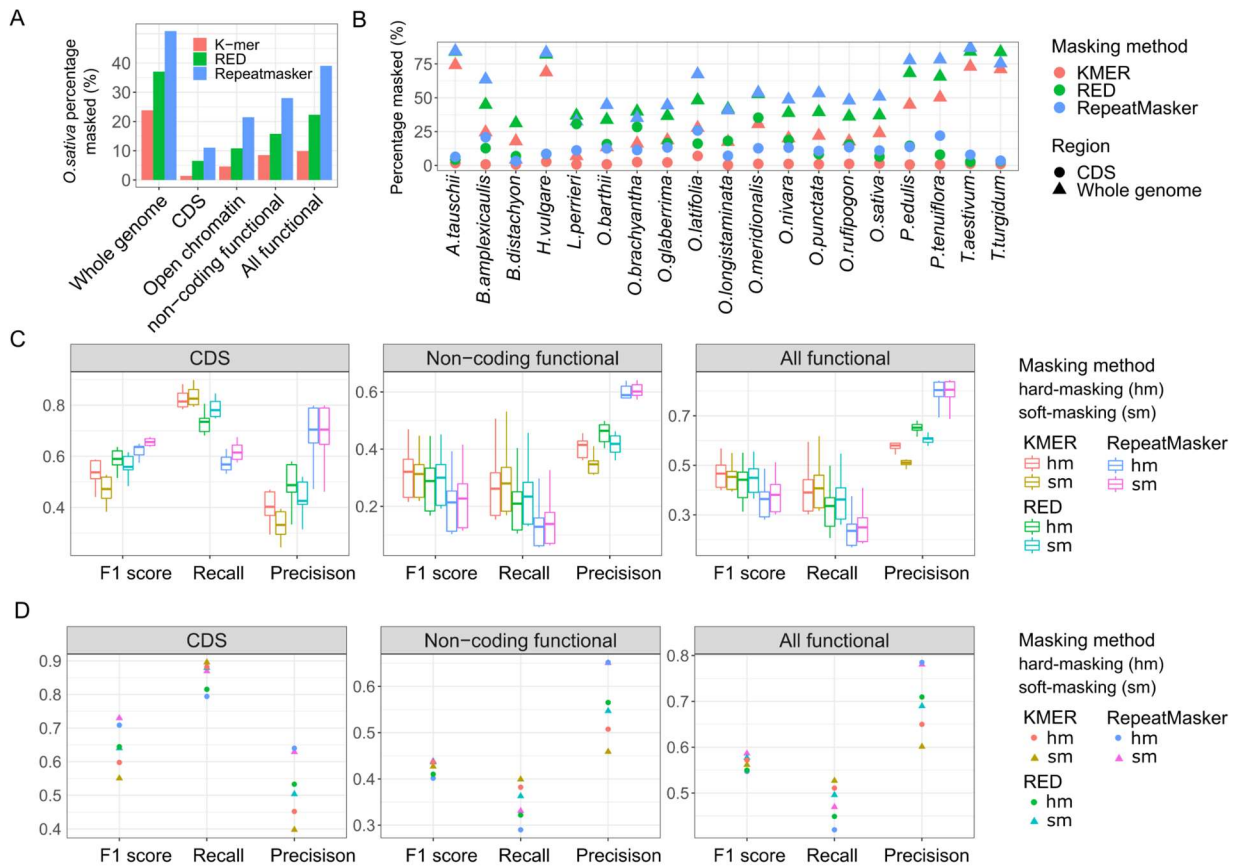 A
O.sativa percentage
masked (%)
50
40
30
20
10
0
K−mer
RED
Repeatmasker
Whole genome
CDS
Open chromatin
non−coding functional
All functional
B
Percentage masked (%)
75
50
25
0
A.tauschii
B.amplexicaulis
B.distachyon
H.vulgare
L.perrieri
O.barthii
O.brachyantha
O.glaberrima
O.latifolia
O.longistaminata
O.meridionalis
O.nivara
O.punctata
O.rufipogon
O.sativa
P.edulis
P.tenuiflora
T.aestivum
T.turgidum
Masking method
KMER
RED
RepeatMasker
Region
CDS
Whole genome
C
CDS
0.8
0.6
0.4
F1 score Recall Precisison
Non−coding functional
0.6
0.4
0.2
F1 score Recall Precisison
All functional
0.7
0.5
0.3
F1 score Recall Precisison
Masking method
hard-masking (hm)
soft-masking (sm)
KMER RepeatMasker
hm hm
sm sm
RED
hm
sm
D
CDS
0.9
0.8
0.7
0.6
0.5
0.4
F1 score Recall Precisison
Non−coding functional
0.6
0.5
0.4
0.3
F1 score Recall Precisison
All functional
0.8
0.7
0.6
0.5
F1 score Recall Precisison
Masking method
hard-masking (hm)
soft-masking (sm)
KMER RepeatMasker
hm hm
sm sm
RED
hm
sm